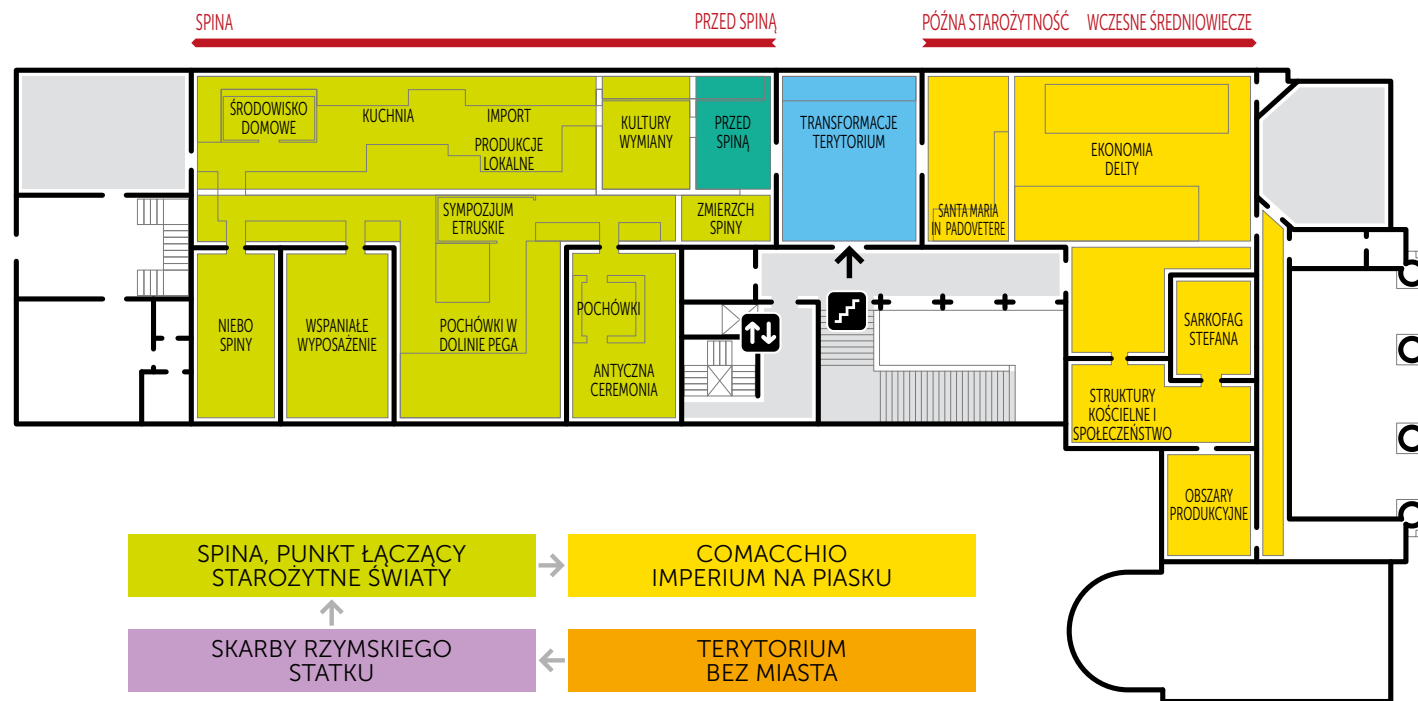 SPINA
PRZED SPINĄ
PÓŹNA STAROŻYTNOŚĆ
WCZESNE ŚREDNIOWIECZE
ŚRODOWISKO
DOMOWE
KUCHNIA
IMPORT
PRODUKCJE
LOKALNE
KULTURY
WYMIANY
PRZED
SPINĄ
TRANSFORMACJE
TERYTORIUM
SANTA MARIA
IN PADOVETERE
EKONOMIA
DELTY
SYMPOZJUM
ETRUSKIE
ZMIERZCH
SPINY
NIEBO
SPINY
WSPANIAŁE
WYPOSAŻENIE
POCHÓWKI W
DOLINIE PEGA
POCHÓWKI
ANTYCZNA
CEREMONIA
SARKOFAG
STEFANA
STRUKTURY
KOŚCIELNE I
SPOŁECZEŃSTWO
OBSZARY
PRODUKCYJNE
SPINA, PUNKT ŁĄCZĄCY
STAROŻYTNE ŚWIATY
COMACCHIO
IMPERIUM NA PIASKU
SKARBY RZYMSKIEGO
STATKU
TERYTORIUM
BEZ MIASTA